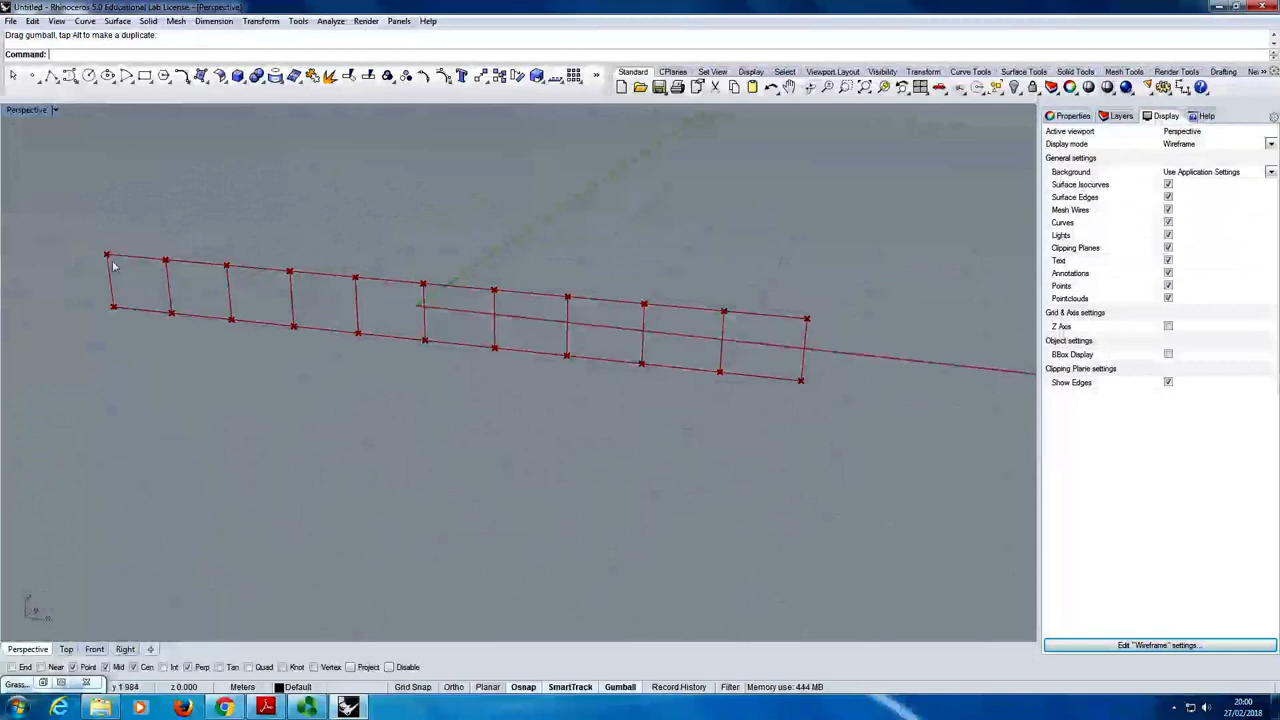 Untitled - Rhinoceros 5.0 Educational Lab License - [Perspective]
File Edit View Curve Surface Solid Mesh Dimension Transform Tools Analyze Render Panels Help
Drag gumball, tap Alt to make a duplicate:
Command:
Standard CPlanes Set View Display Select Viewport Layout Visibility Transform Curve Tools Surface Tools Solid Tools Mesh Tools Render Tools Drafting
Perspective
Properties Layers Display Help
Active viewport Perspective
Display mode Wireframe
General settings
Background Use Application Settings
Surface Isocurves
Surface Edges
Mesh Wires
Curves
Lights
Clipping Planes
Text
Annotations
Points
Pointclouds
Grid & Axis settings
Z Axis
Object settings
BBox Display
Clipping Plane settings
Show Edges
Edit "Wireframe" settings...
Perspective Top Front Right
End Near Point Mid Cen Int Perp Tan Quad Knot Vertex Project Disable
Gras...
y 1.984 z 0.000 Meters Default Grid Snap Ortho Planar Osnap SmartTrack Gumball Record History Filter Memory use: 444 MB
20:00
27/02/2018